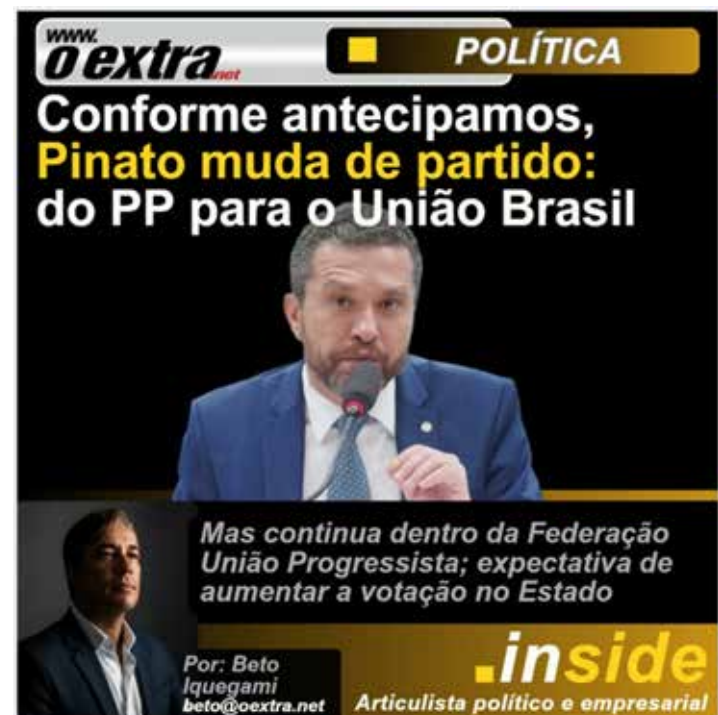 www.
o extra.net
POLÍTICA
Conforme antecipamos,
Pinato muda de partido:
do PP para o União Brasil
Mas continua dentro da Federação
União Progressista; expectativa de
aumentar a votação no Estado
Por: Beto
Iquegami
beto@oextra.net
.inside
Articulista político e empresarial